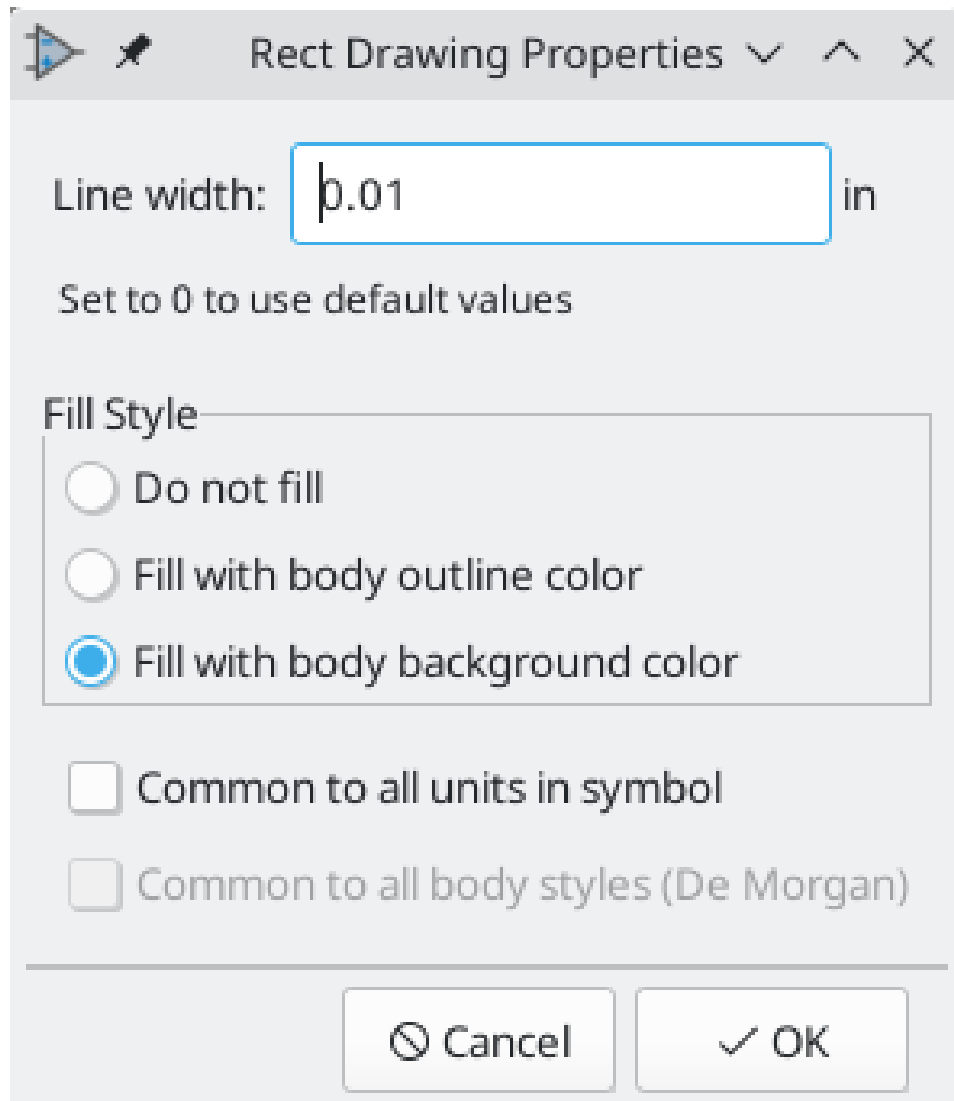 Rect Drawing Properties
Line width: 0.01 in
Set to 0 to use default values
Fill Style
Do not fill
Fill with body outline color
Fill with body background color
Common to all units in symbol
Common to all body styles (De Morgan)
Cancel OK